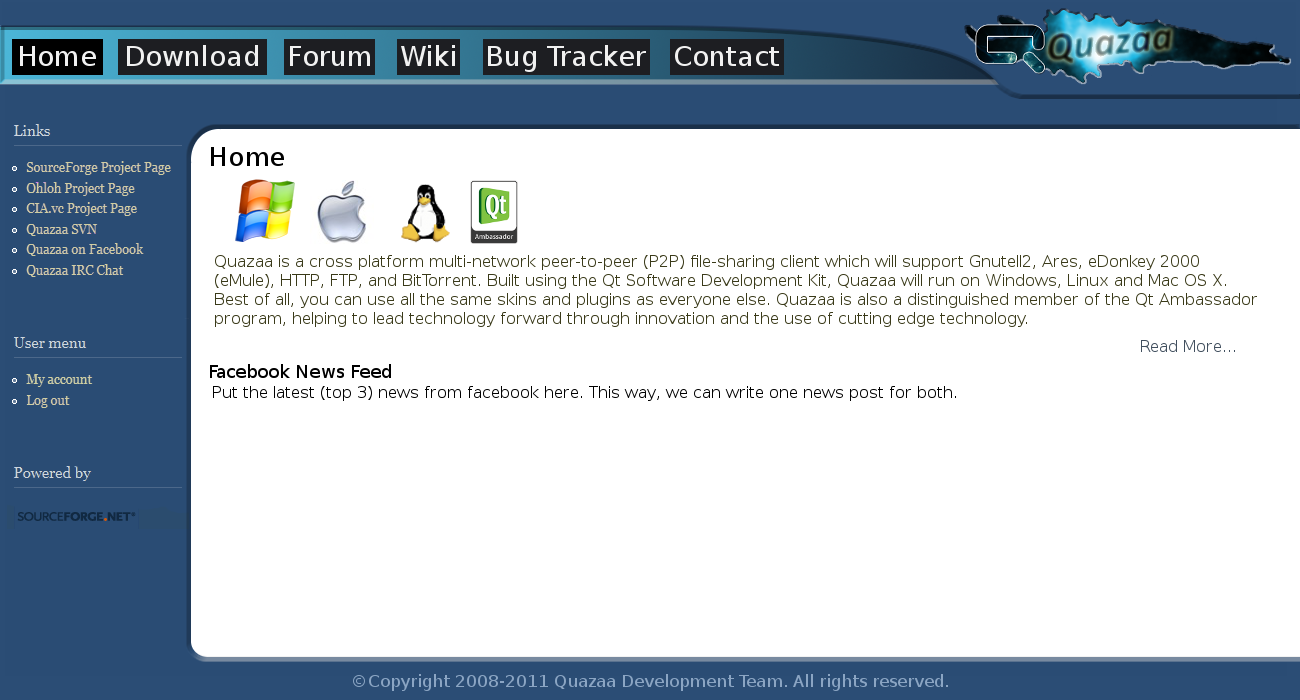 Home Download Forum Wiki Bug Tracker Contact
Quazaa
Links
SourceForge Project Page
Ohloh Project Page
CIA.vc Project Page
Quazaa SVN
Quazaa on Facebook
Quazaa IRC Chat
User menu
My account
Log out
Powered by
SOURCEFORGE.NET®
Home
Qt
Ambassador
Quazaa is a cross platform multi-network peer-to-peer (P2P) file-sharing client which will support Gnutell2, Ares, eDonkey 2000
(eMule), HTTP, FTP, and BitTorrent. Built using the Qt Software Development Kit, Quazaa will run on Windows, Linux and Mac OS X.
Best of all, you can use all the same skins and plugins as everyone else. Quazaa is also a distinguished member of the Qt Ambassador
program, helping to lead technology forward through innovation and the use of cutting edge technology.
Read More...
Facebook News Feed
Put the latest (top 3) news from facebook here. This way, we can write one news post for both.
©Copyright 2008-2011 Quazaa Development Team. All rights reserved.